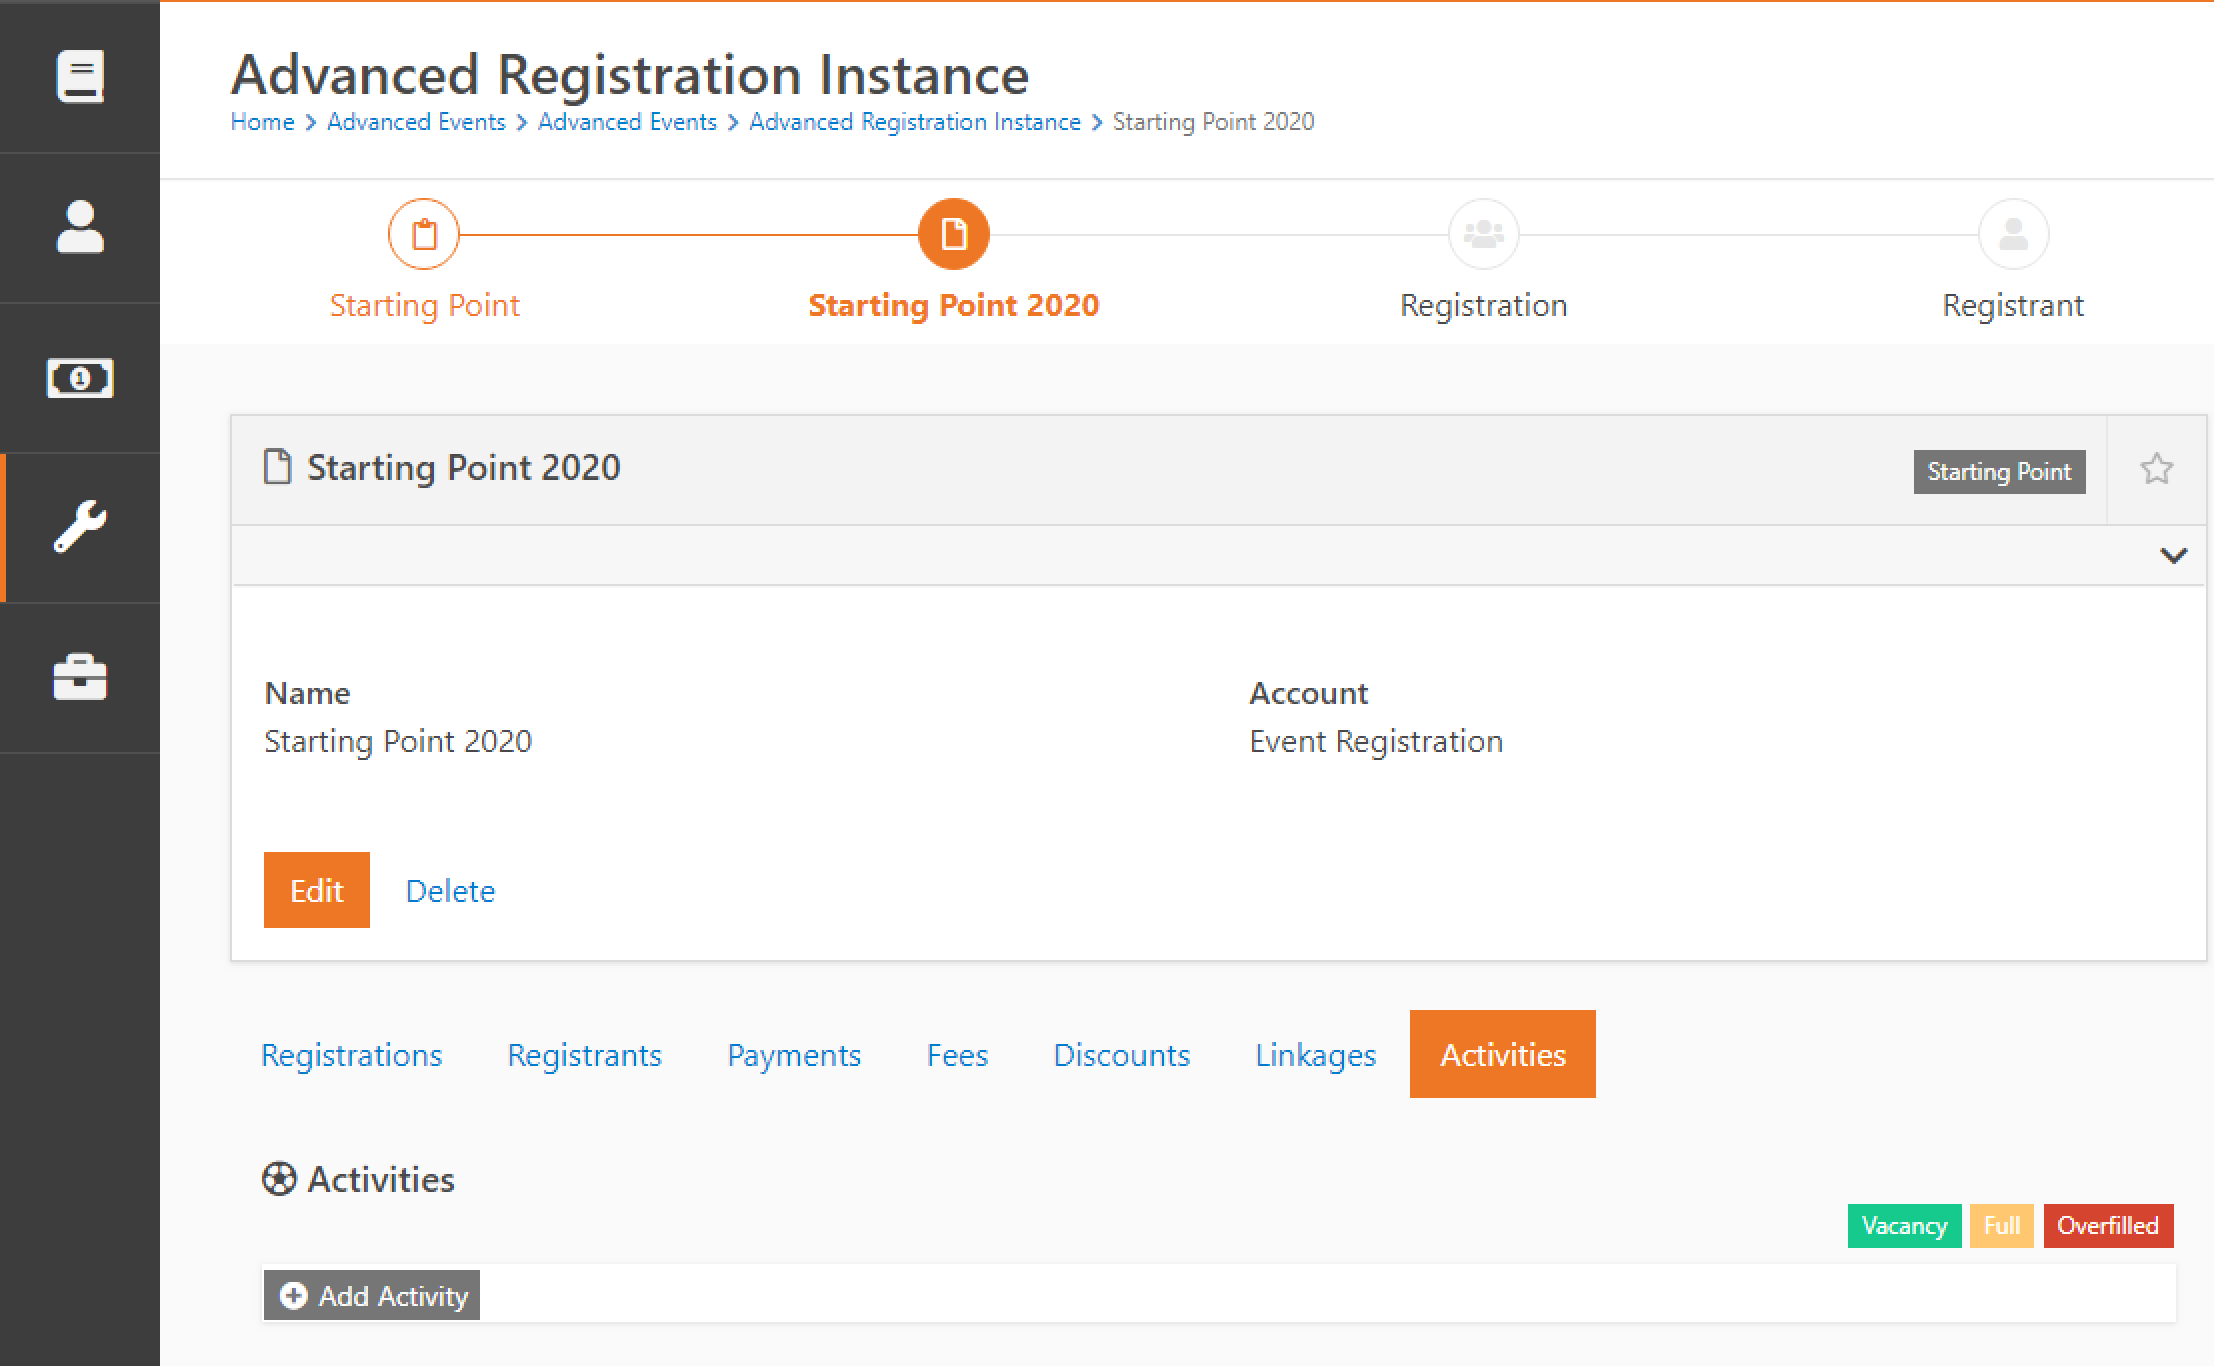 Advanced Registration Instance
Home > Advanced Events > Advanced Events > Advanced Registration Instance > Starting Point 2020
Starting Point
Starting Point 2020
Registration
Registrant
Starting Point 2020
Starting Point
Name
Account
Starting Point 2020
Event Registration
Edit
Delete
Registrations
Registrants
Payments
Fees
Discounts
Linkages
Activities
Activities
Vacancy
Full
Overfilled
Add Activity